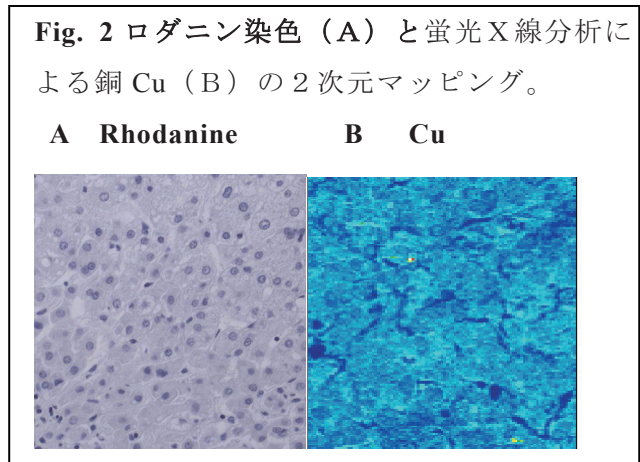 Fig. 2 ロダニン染色（A）と蛍光Ｘ線分析に
よる銅 Cu（Ｂ）の２次元マッピング。
A Rhodanine B Cu